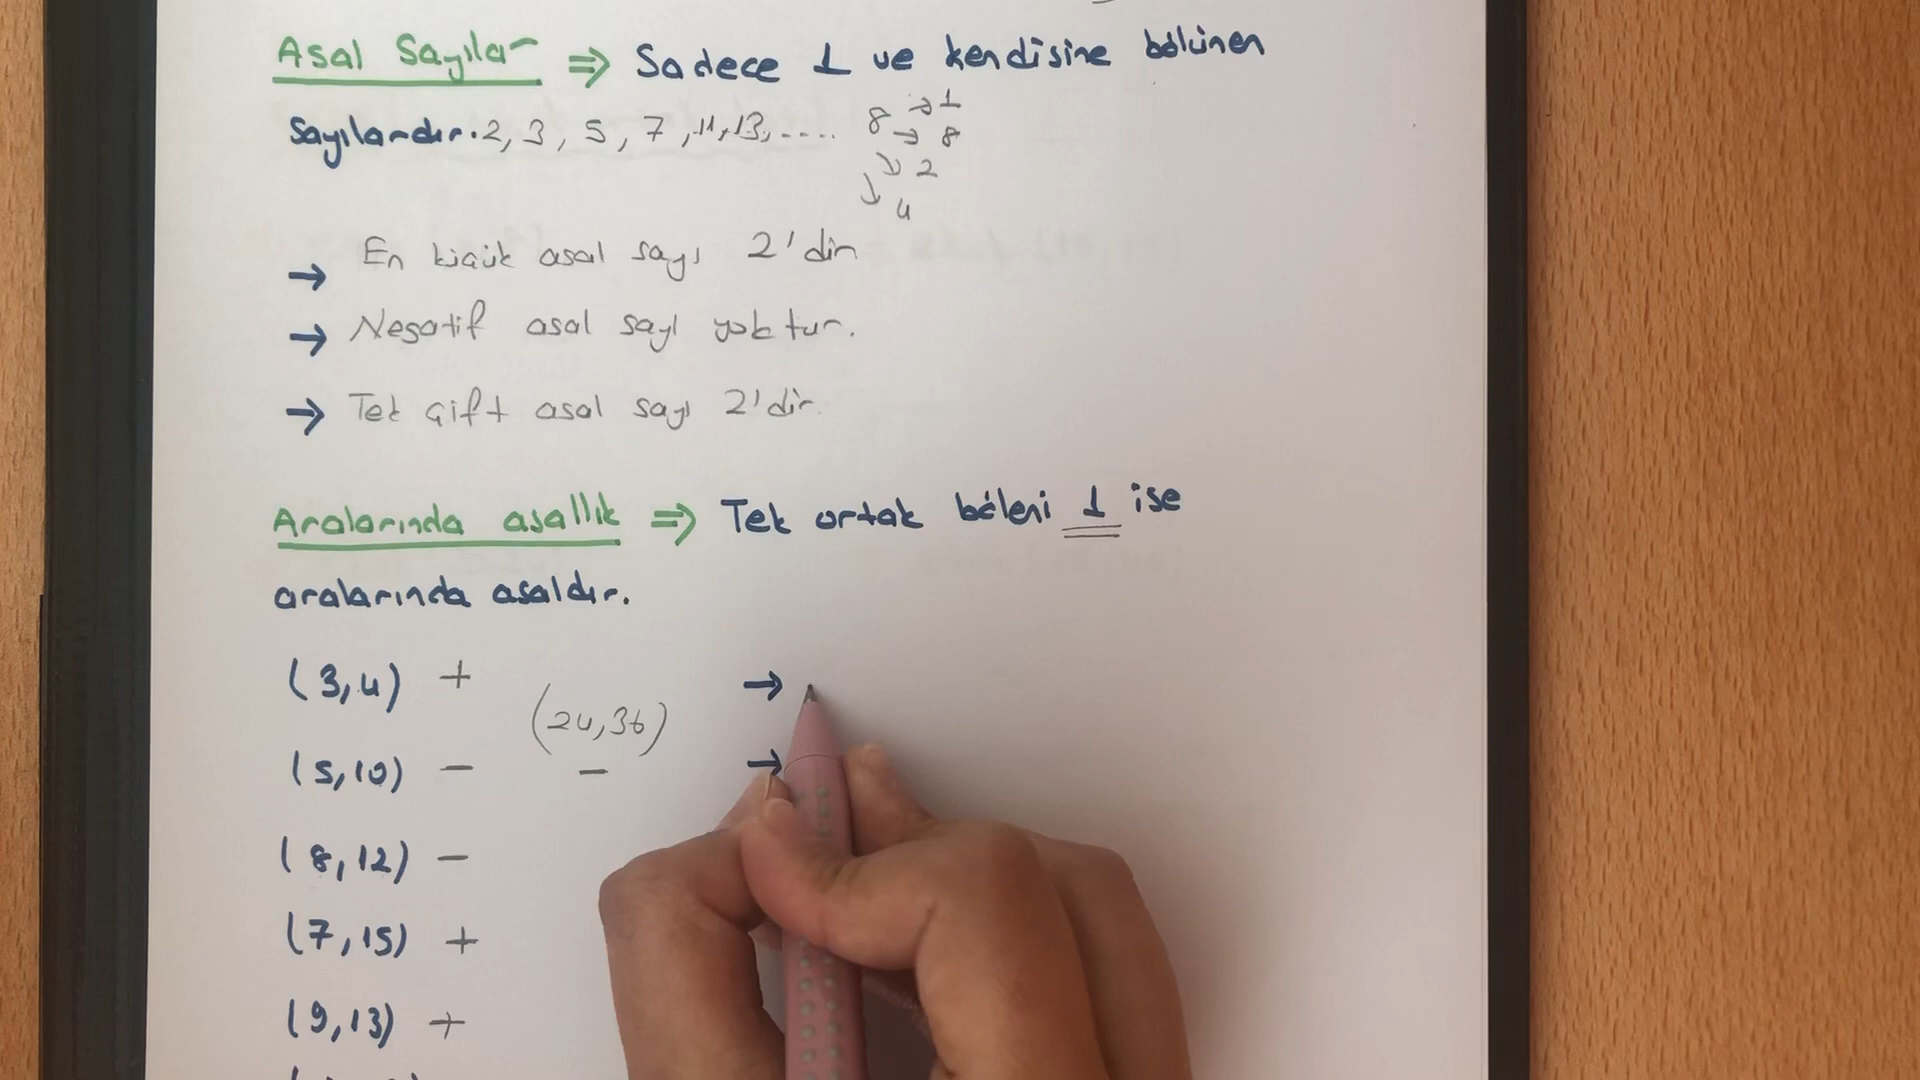 Asal Sayılar ⇒ Sadece 1 ve kendisine bölünen
sayılardır. 2, 3, 5, 7, 11, 13, ....
8 → 1
→ 8
↘ 2
↓ 4
→ En küçük asal sayı 2'dir
→ Negatif asal sayı yoktur.
→ Tek çift asal sayı 2'dir.
Aralarında asallık ⇒ Tek ortak böleni 1 ise
aralarında asaldır.
(3,4) +
(24,36) -
→
(5,10) -
→
(8,12) -
(7,15) +
(9,13) +